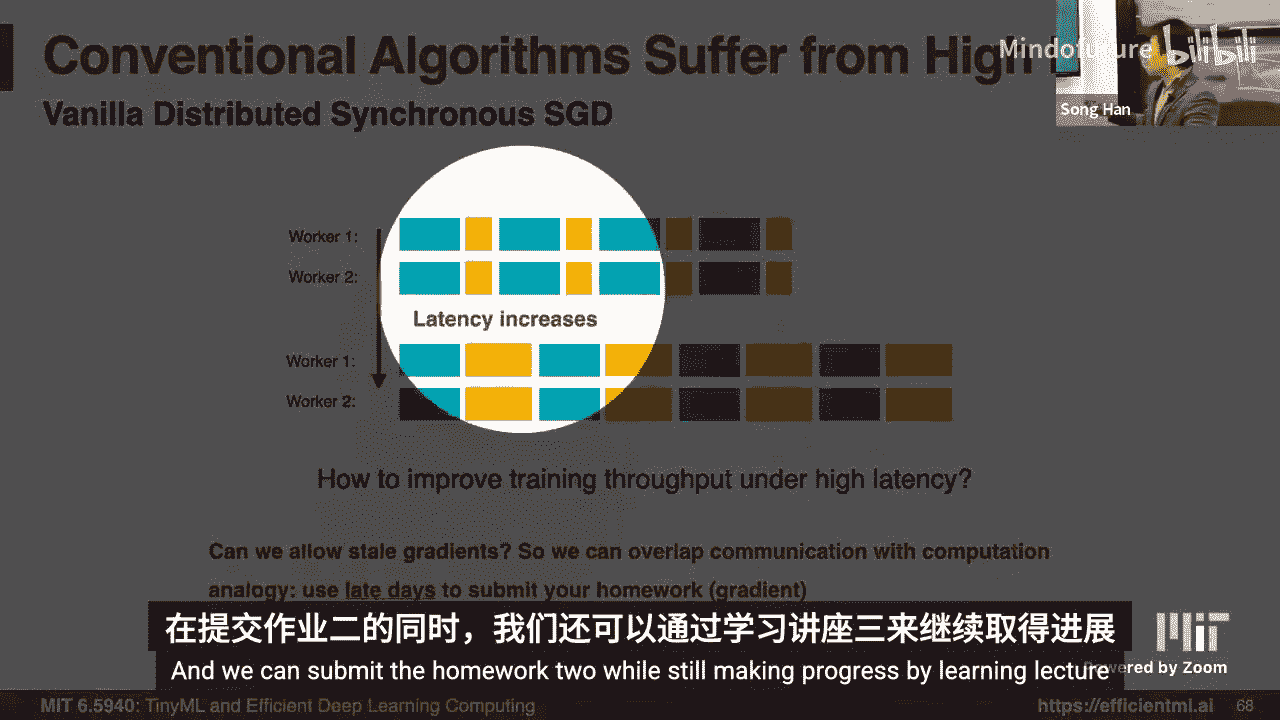 Conventional Algorithms Suffer from High
Mindofuture bilibili
Song Han
Vanilla Distributed Synchronous SGD
Worker 1:
Worker 2:
Latency increases
Worker 1:
Worker 2:
How to improve training throughput under high latency?
Can we allow stale gradients? So we can overlap communication with computation
analogy: use late days to submit your homework (gradient)
在提交作业二的同时，我们还可以通过学习讲座三来继续取得进展
And we can submit the homework two while still making progress by learning lecture
MiT
Powered by Zoom
MIT 6.5940: TinyML and Efficient Deep Learning Computing
https://efficientml.ai
68